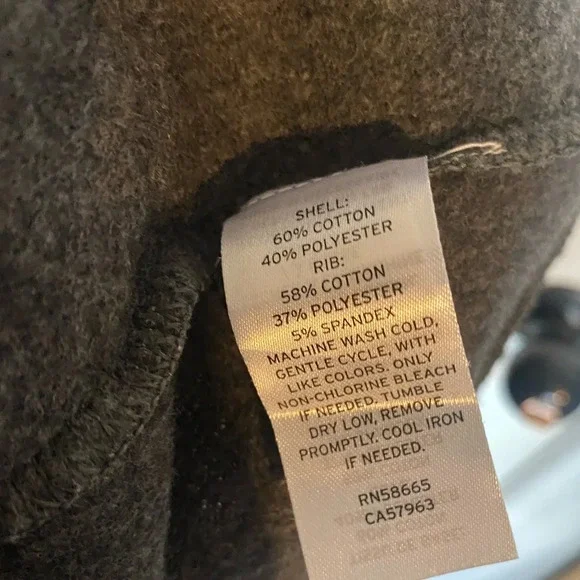 SHELL:
60% COTTON
40% POLYESTER
RIB:
58% COTTON
37% POLYESTER
5% SPANDEX
MACHINE WASH COLD,
GENTLE CYCLE, WITH
LIKE COLORS. ONLY
NON-CHLORINE BLEACH
IF NEEDED. TUMBLE
DRY LOW, REMOVE
PROMPTLY. COOL IRON
IF NEEDED.
RN58665
CA57963